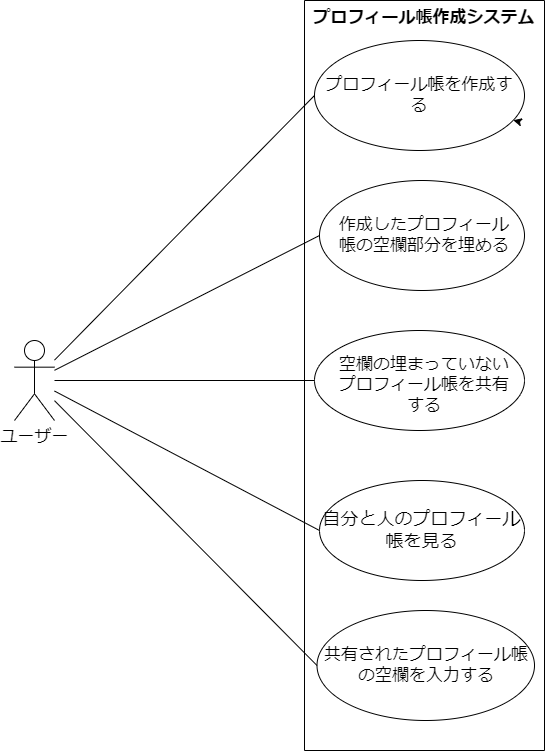 プロフィール帳作成システム
プロフィール帳を作成す
る
作成したプロフィール
帳の空欄部分を埋める
空欄の埋まっていない
プロフィール帳を共有
する
ユーザー
自分と人のプロフィール
帳を見る
共有されたプロフィール帳
の空欄を入力する